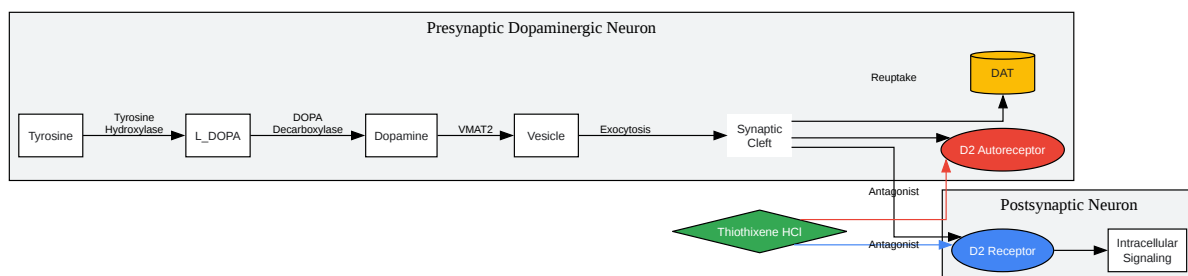 Presynaptic Dopaminergic Neuron
DAT
Reuptake
Tyrosine
Tyrosine
Hydroxylase
L_DOPA
DOPA
Decarboxylase
Dopamine
VMAT2
Vesicle
Exocytosis
Synaptic
Cleft
D2 Autoreceptor
Antagonist
Postsynaptic Neuron
Thiothixene HCl
Antagonist
D2 Receptor
Intracellular
Signaling